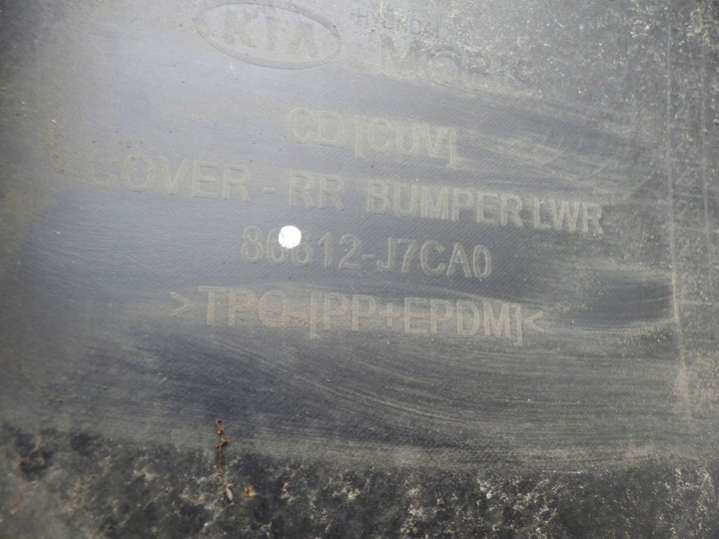 KIA
CD[CUV]
COVER - RR BUMPER LWR
86612-J7CA0
>TPO-[PP+EPDM]<